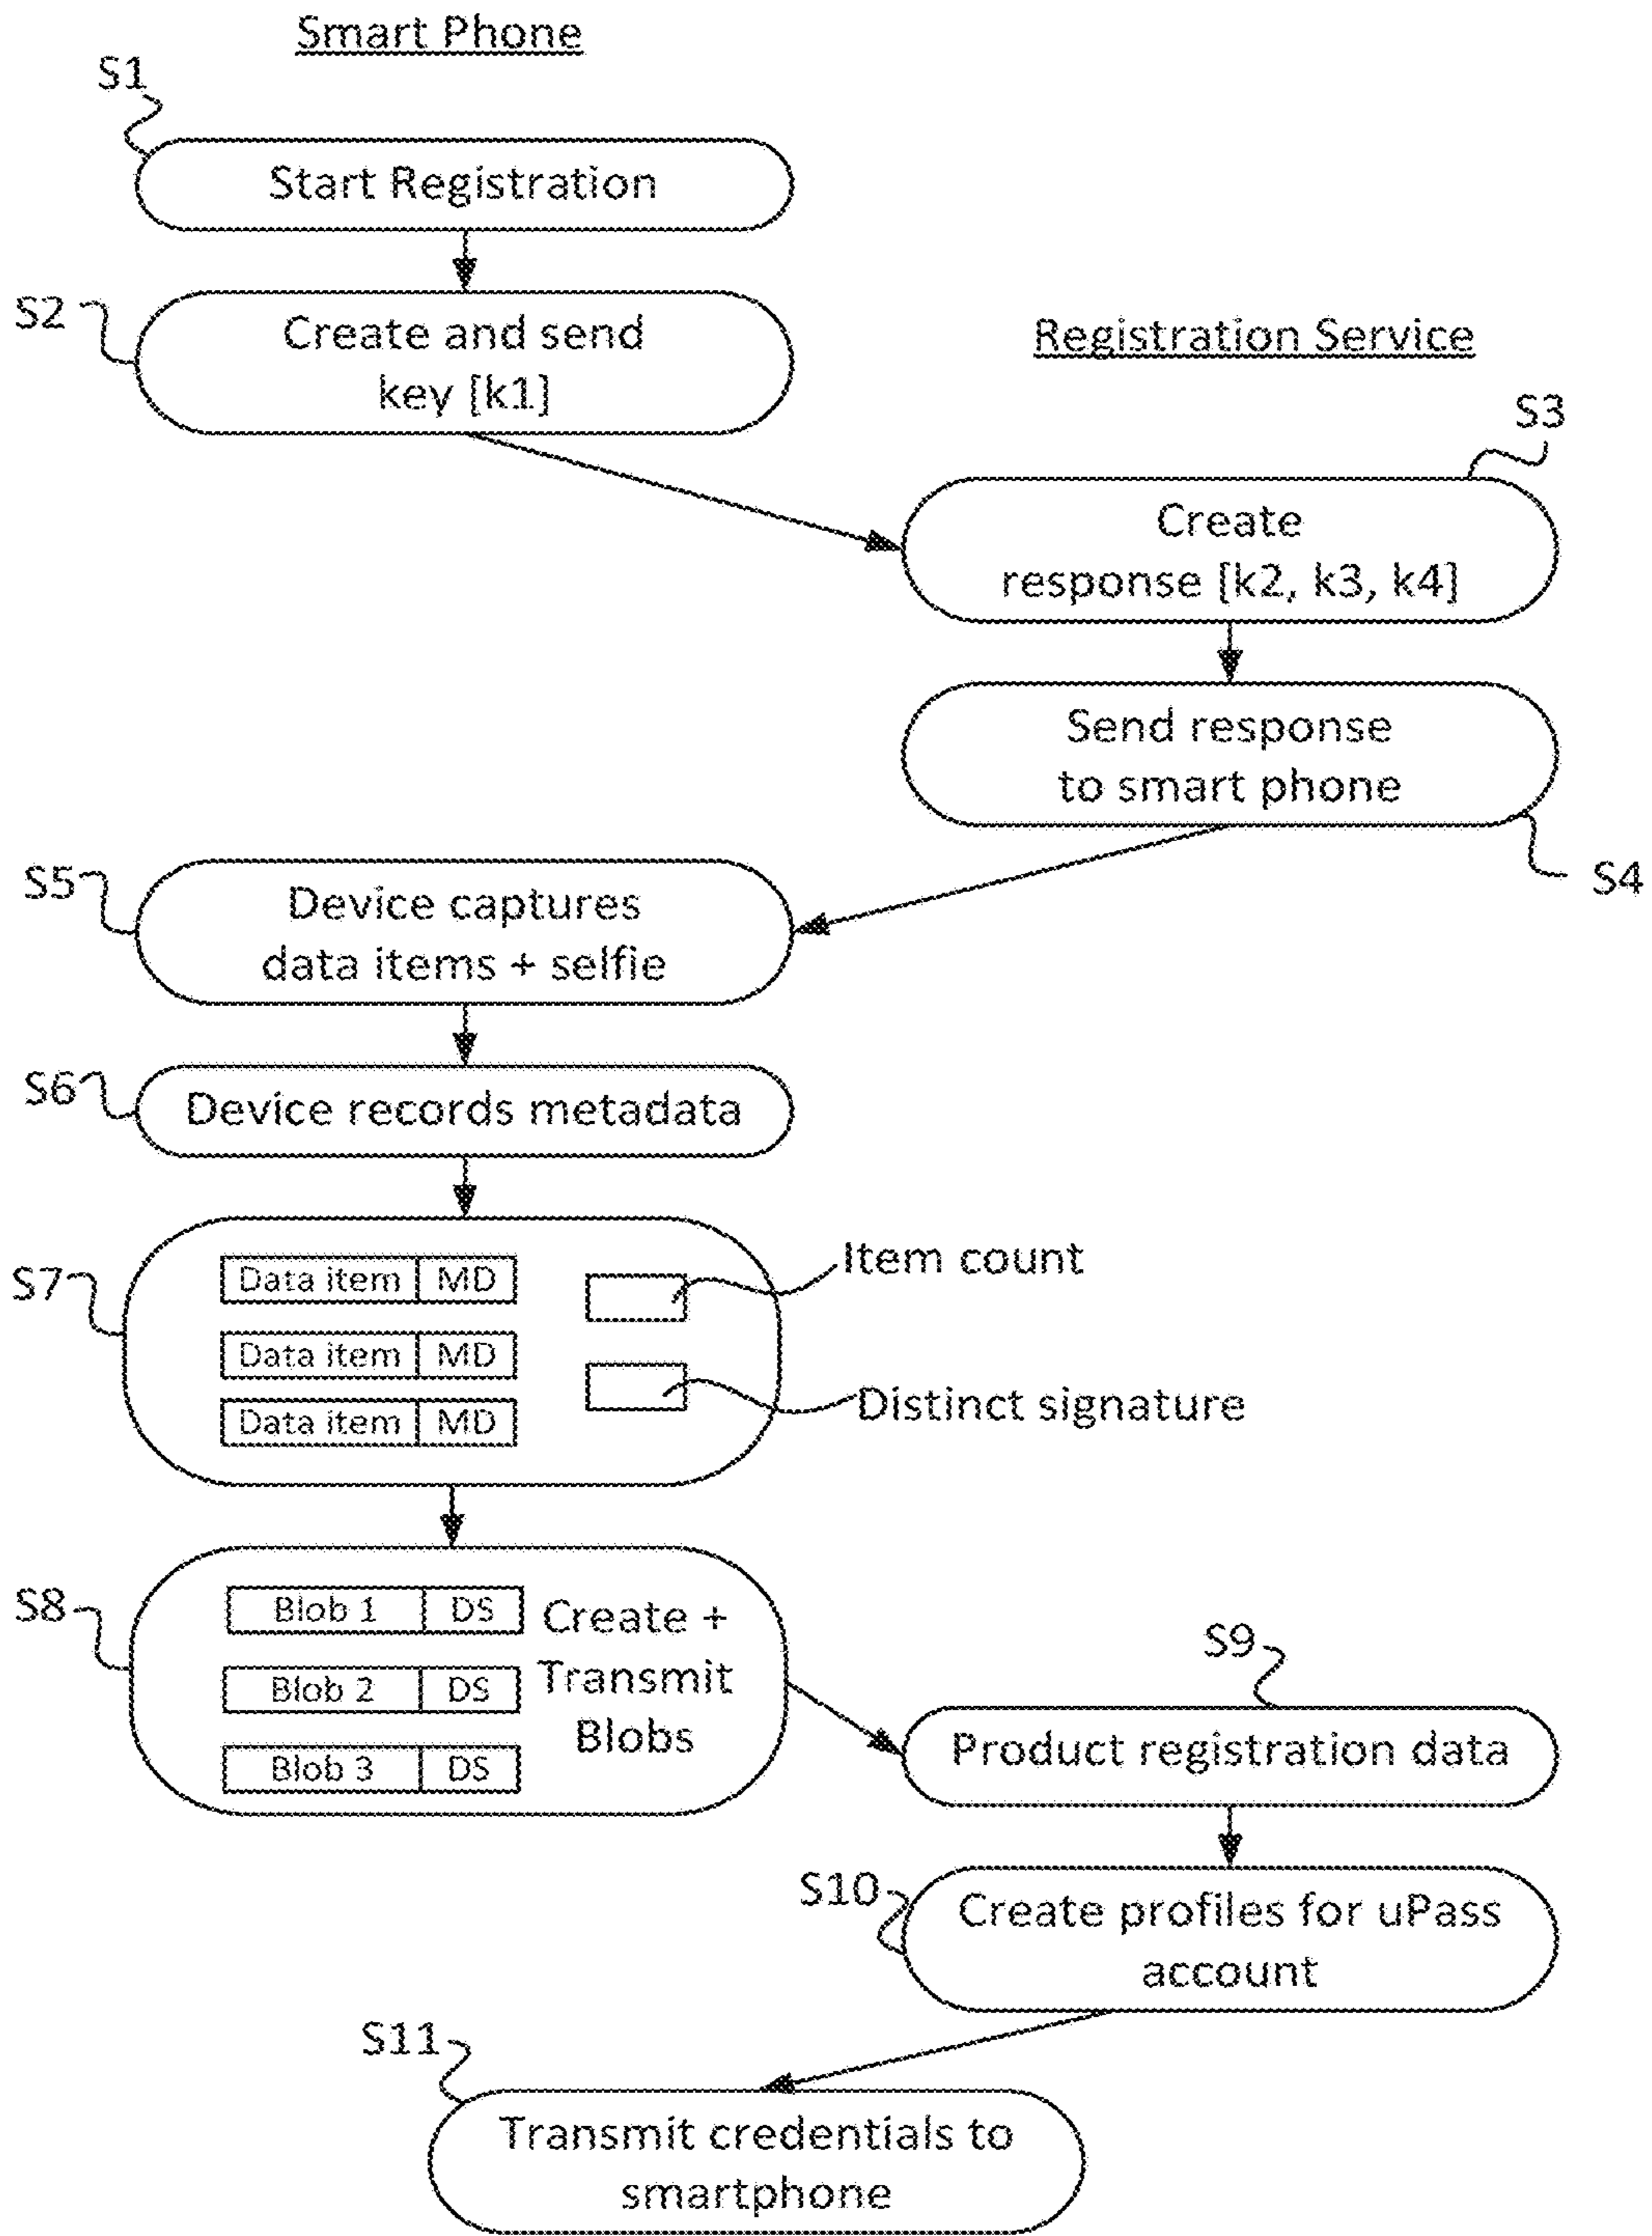 Smart Phone
S1
Start Registration
S2
Create and send
key [k1]
Registration Service
S3
Create
response [k2, k3, k4]
Send response
to smart phone
S4
S5
Device captures
data items + selfie
S6
Device records metadata
S7
Data item MD
Data item MD
Data item MD
Item count
Distinct signature
S8
Blob 1 DS
Blob 2 DS
Blob 3 DS
Create +
Transmit
Blobs
S9
Product registration data
S10
Create profiles for uPass
account
S11
Transmit credentials to
smartphone